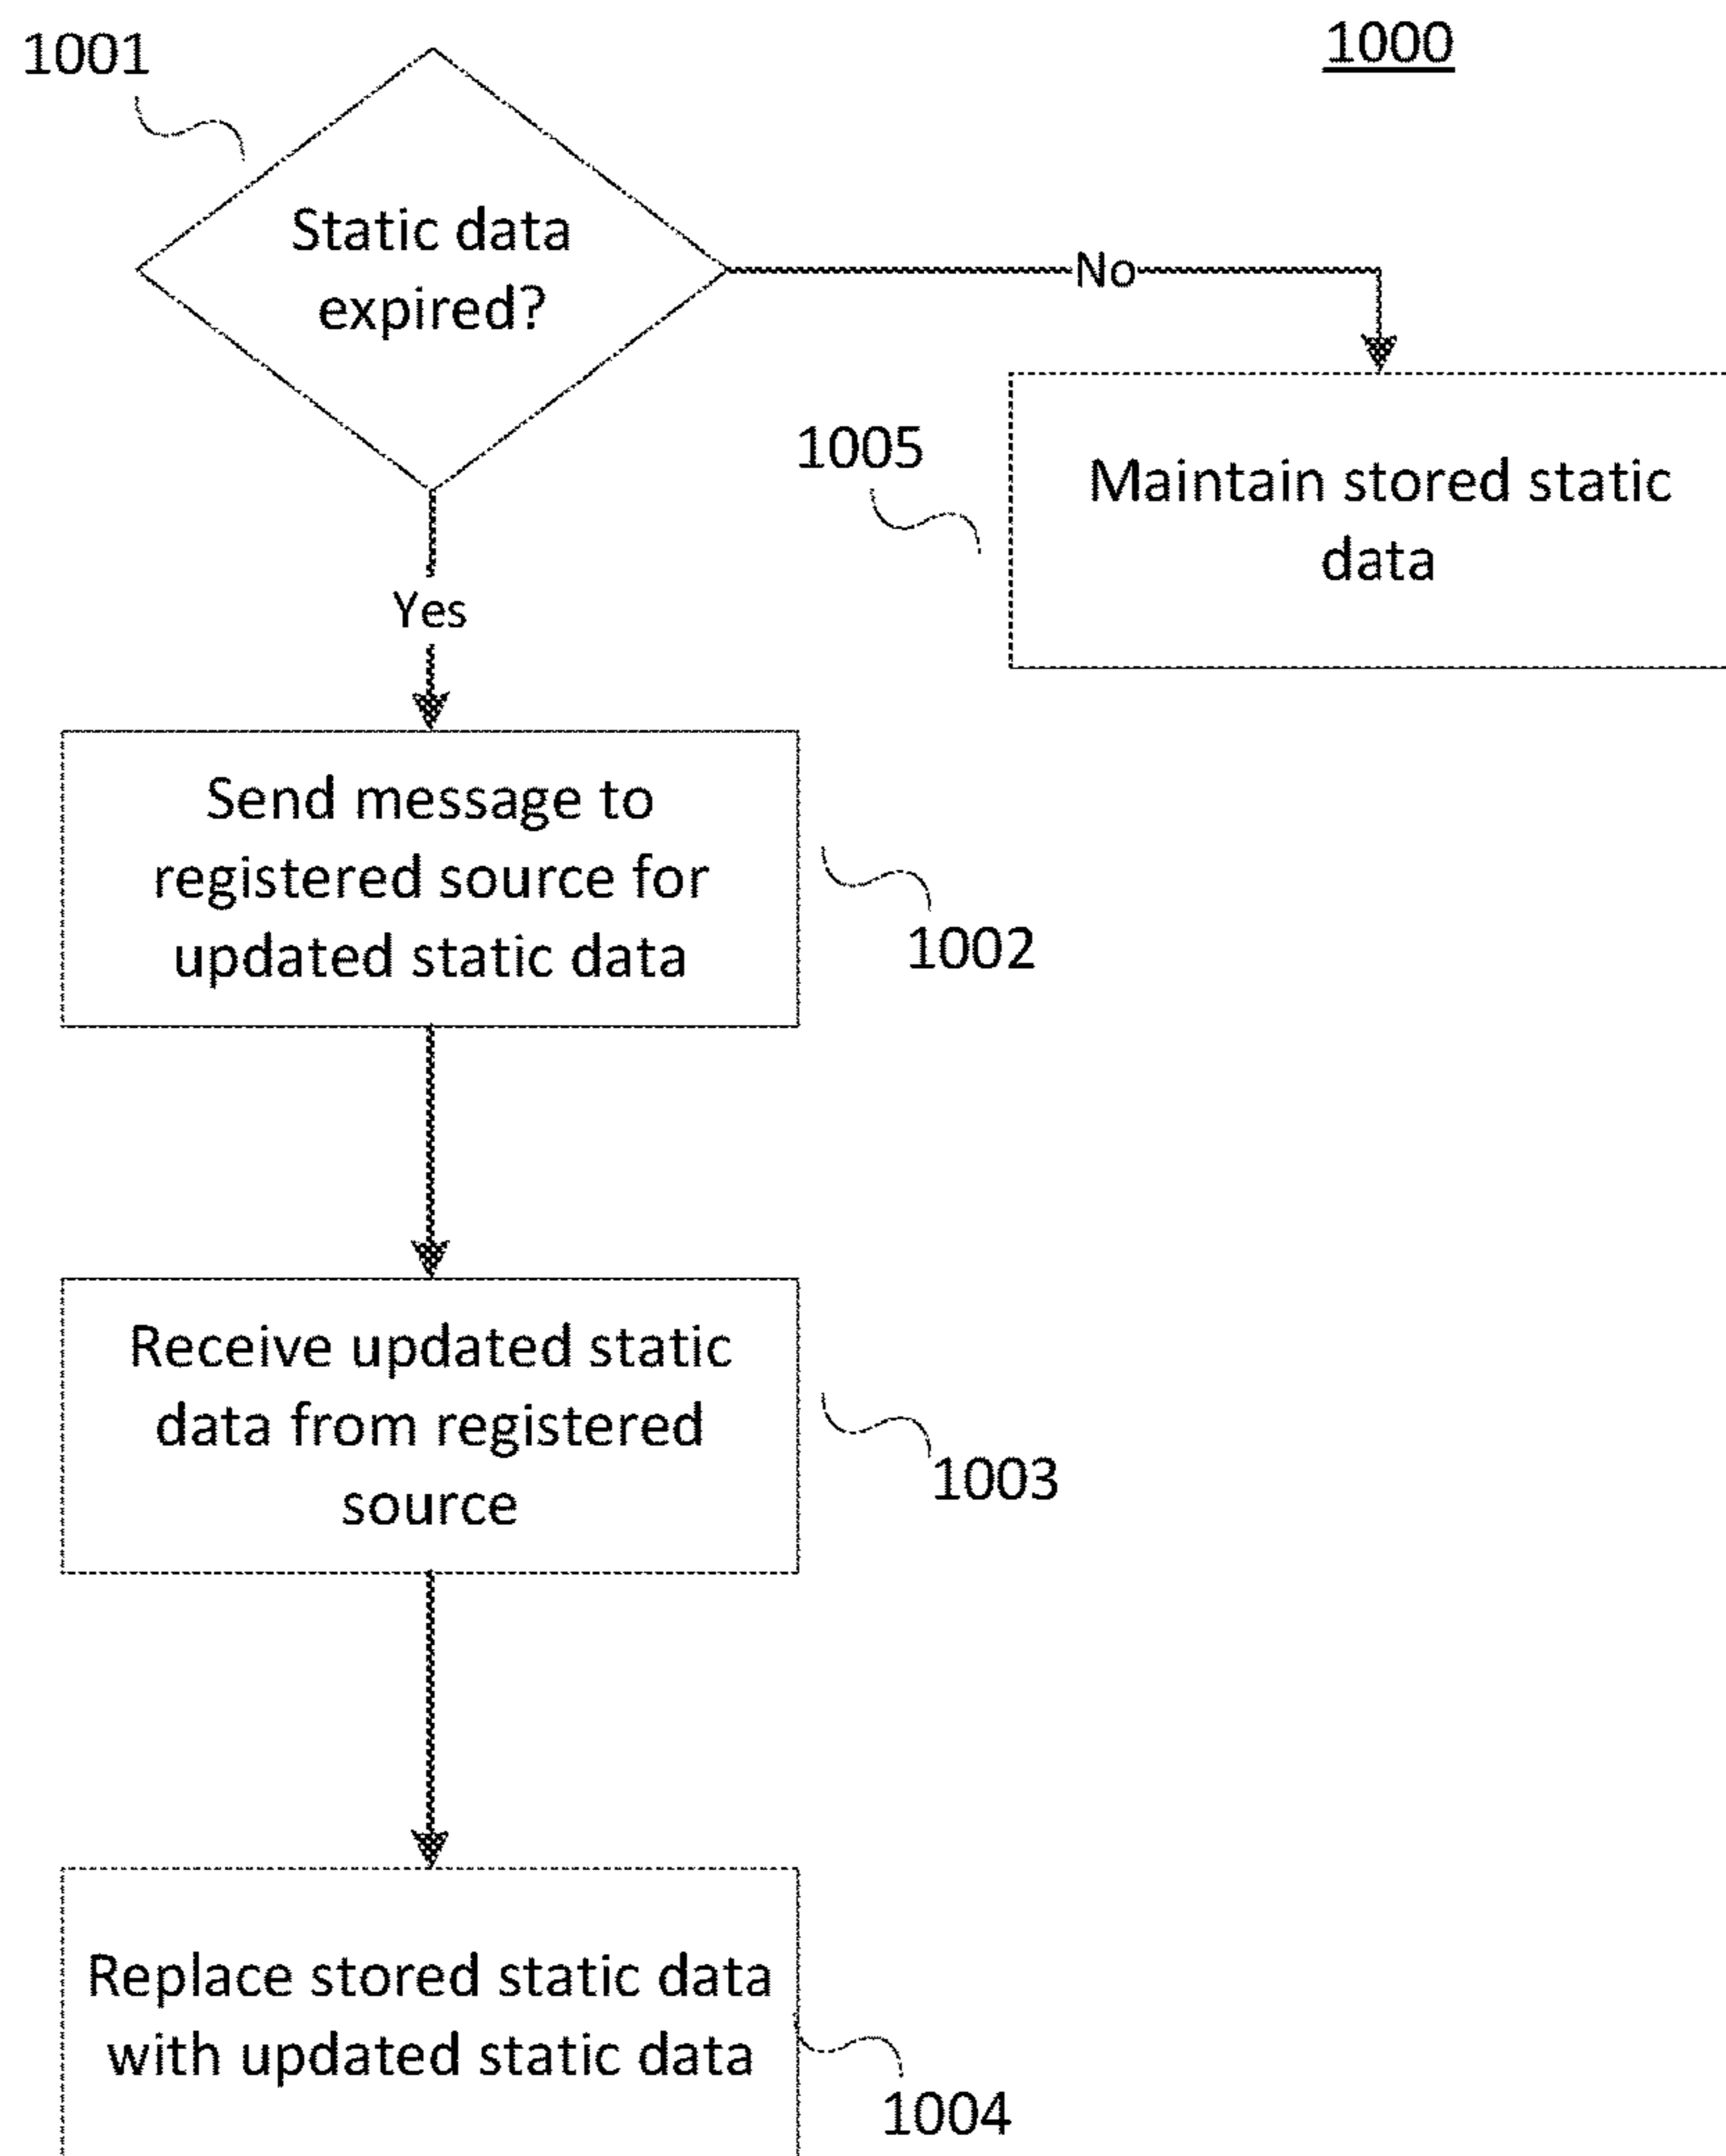 1001
1000
Static data
expired?
No
1005
Maintain stored static
data
Yes
Send message to
registered source for
updated static data
1002
Receive updated static
data from registered
source
1003
Replace stored static data
with updated static data
1004